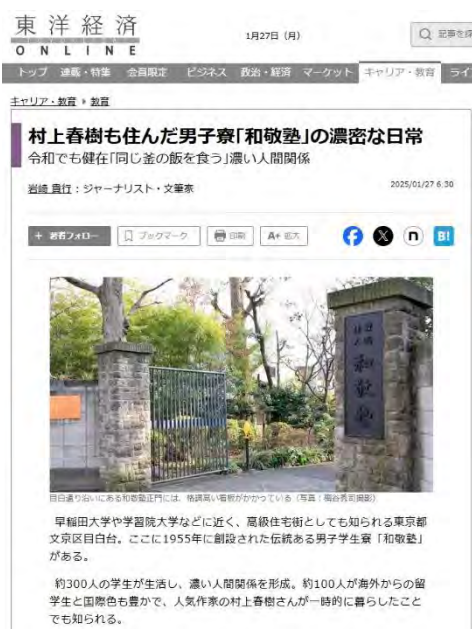 東洋経済
ONLINE
1月27日（月）
記事を探
トップ 連載・特集 会員限定 ビジネス 政治・経済 マーケット キャリア・教育 ライ
キャリア・教育 › 教育
村上春樹も住んだ男子寮｢和敬塾｣の濃密な日常
令和でも健在｢同じ釜の飯を食う｣濃い人間関係
岩崎 貴行：ジャーナリスト・文筆家
2025/01/27 6:30
＋ 著者フォロー ブックマーク 印刷 A+ 拡大
B!
和敬塾
目白通り沿いにある和敬塾正門には、格調高い看板がかかっている（写真：梅谷秀司撮影）
早稲田大学や学習院大学などに近く、高級住宅街としても知られる東京都
文京区目白台。ここに1955年に創設された伝統ある男子学生寮「和敬塾」
がある。
約300人の学生が生活し、濃い人間関係を形成。約100人が海外からの留
学生と国際色も豊かで、人気作家の村上春樹さんが一時的に暮らしたこと
でも知られる。